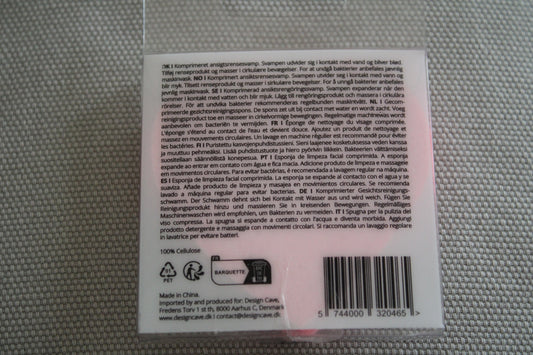 DK I Komprimeret ansigtsrensesvamp. Svampen udvider sig i kontakt med vand og bliver blød.
Tilføj renseprodukt og masser i cirkulære bevægelser. For at undgå bakterier anbefales jævnlig
maskinvask. NO I Komprimert ansiktsrensesvamp. Svampen utvider seg i kontakt med vann og
blir myk. Tilsett renseprodukt og masser i sirkulære bevegelser. For å unngå bakterier anbefales
jevnlig maskinvask. SE I Komprimerad ansiktsrengöringssvamp. Svampen expanderar när den
kommer i kontakt med vatten och blir mjuk. Lägg till rengöringsprodukt och massera i cirkulära
rörelser. För att undvika bakterier rekommenderas regelbunden maskintvätt. NL I Gecom-
primeerde gezichtsreinigingsspons. De spons zet uit bij contact met water en wordt zacht. Voeg
reinigingsproduct toe en masseer in cirkelvormige bewegingen. Regelmatige machinewas wordt
aanbevolen om bacteriën te vermijden. FR I Éponge de nettoyage du visage comprimée.
L'éponge s'étend au contact de l'eau et devient douce. Ajoutez un produit de nettoyage et
massez en mouvements circulaires. Un lavage en machine régulier est recommandé pour éviter
les bactéries. FI I Puristettu kasvojenpuhdistussieni. Sieni laajenee kosketuksessa veteen
ja muuttuu pehmeäksi. Lisää puhdistustuote ja hiero pyörivin liikkein. Bakteerien välttämiseksi
suositellaan säännöllistä konepesua. PT I Esponja de limpeza facial comprimida. A esponja
expande ao entrar em contato com água e fica macia. Adicione produto de limpeza e massageie
em movimentos circulares. Para evitar bactérias, é recomendada a lavagem regular na máquina.
ES I Esponja de limpieza facial comprimida. La esponja se expande al contacto con el agua y se
suaviza. Añade producto de limpieza y masajea en movimientos circulares. Se recomienda
lavado a máquina regular para evitar bacterias. DE I Komprimierter Gesichtsreinigungs-
schwamm. Der Schwamm dehnt sich bei Kontakt mit Wasser aus und wird weich. Fügen Sie
Reinigungsprodukt hinzu und massieren Sie in kreisenden Bewegungen. Regelmäßiges
Maschinenwaschen wird empfohlen, um Bakterien zu vermeiden. IT I Spugna per la pulizia del
viso compressa. La spugna si espande a contatto con l'acqua e diventa morbida. Aggiungi
prodotto detergente e massaggia con movimenti circolari. Si raccomanda un lavaggio regolare
in lavatrice per evitare batteri.
100% Cellulose
01
PET
FR
BARQUETTE
Made in China.
Imported by and produced for: Design Cave,
Fredens Torv 1 st th, 8000 Aarhus C, Denmark
www.designcave.dk I contact@designcave.dk
5 744000 320465 >